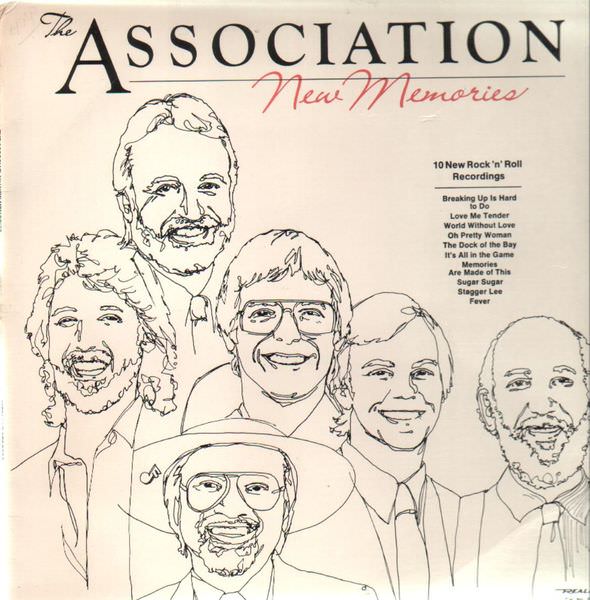 The
ASSOCIATION
New Memories
10 New Rock 'n' Roll
Recordings
Breaking Up Is Hard
to Do
Love Me Tender
World Without Love
Oh Pretty Woman
The Dock of the Bay
It's All in the Game
Memories
Are Made of This
Sugar Sugar
Stagger Lee
Fever